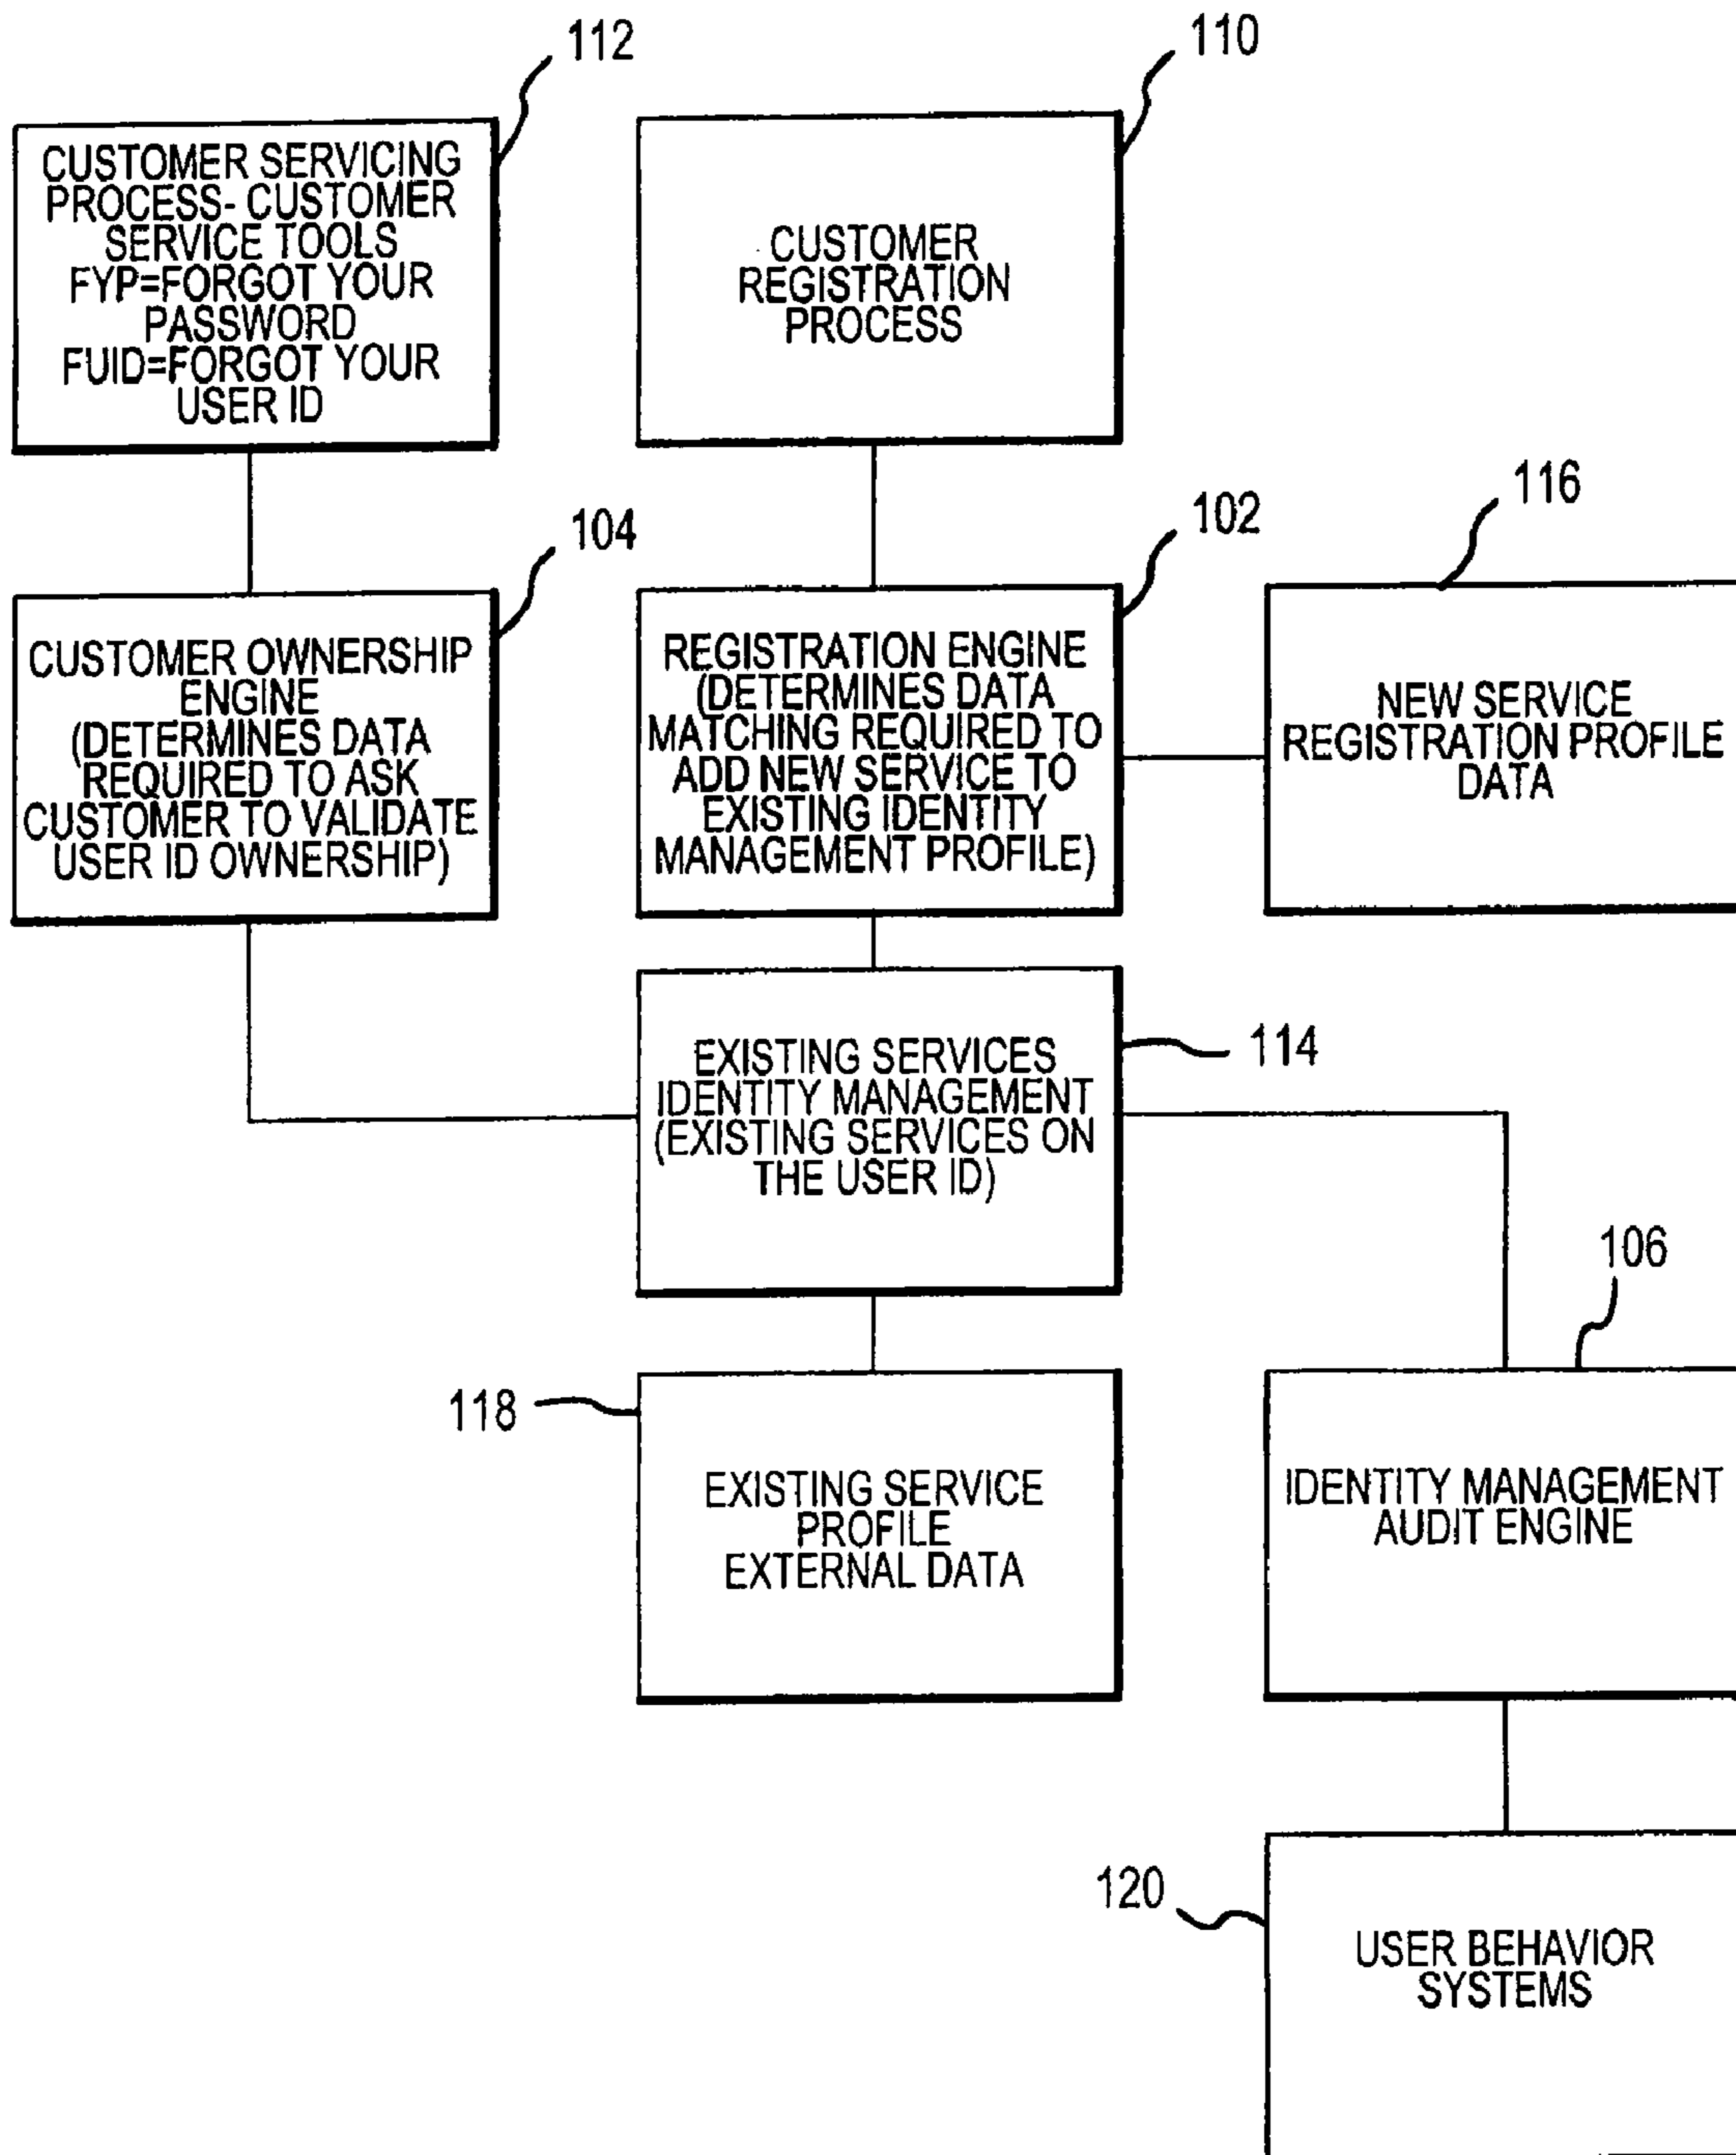 112
110
CUSTOMER SERVICING
PROCESS- CUSTOMER
SERVICE TOOLS
FYP=FORGOT YOUR
PASSWORD
FUID=FORGOT YOUR
USER ID
CUSTOMER
REGISTRATION
PROCESS
104
102
116
CUSTOMER OWNERSHIP
ENGINE
(DETERMINES DATA
REQUIRED TO ASK
CUSTOMER TO VALIDATE
USER ID OWNERSHIP)
REGISTRATION ENGINE
(DETERMINES DATA
MATCHING REQUIRED TO
ADD NEW SERVICE TO
EXISTING IDENTITY
MANAGEMENT PROFILE)
NEW SERVICE
REGISTRATION PROFILE
DATA
EXISTING SERVICES
IDENTITY MANAGEMENT
(EXISTING SERVICES ON
THE USER ID)
114
106
118
EXISTING SERVICE
PROFILE
EXTERNAL DATA
IDENTITY MANAGEMENT
AUDIT ENGINE
120
USER BEHAVIOR
SYSTEMS